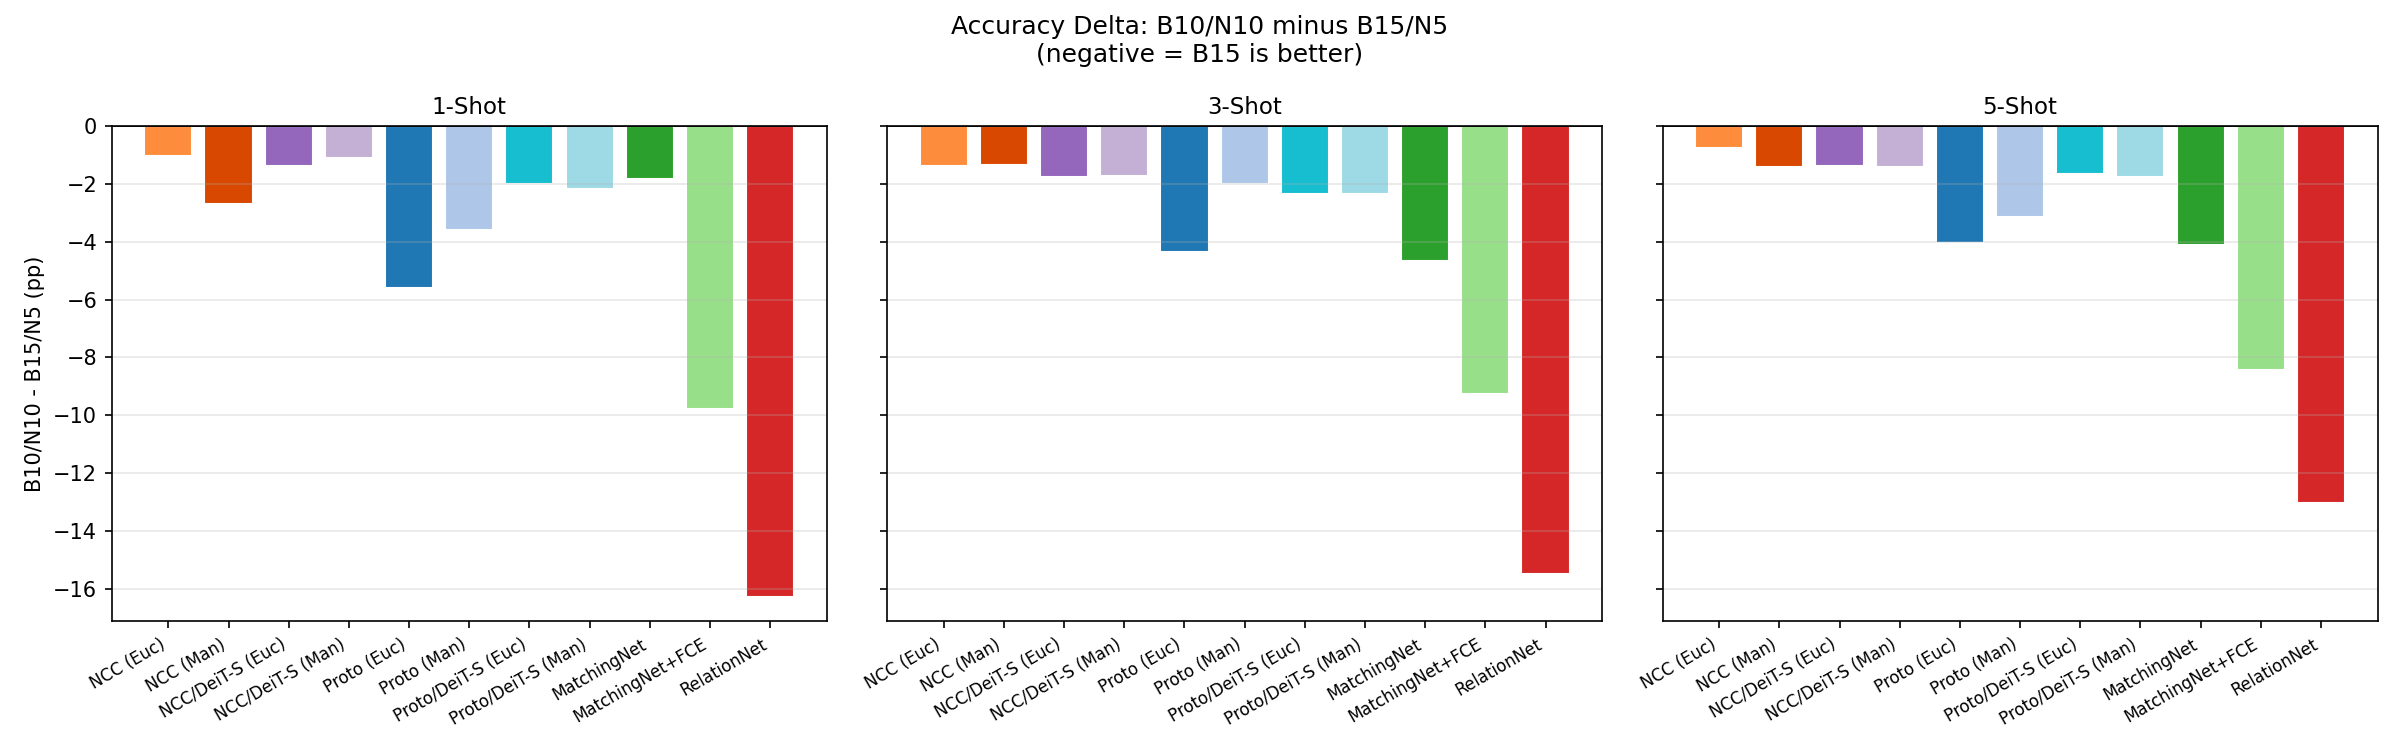 Accuracy Delta: B10/N10 minus B15/N5
(negative = B15 is better)
1-Shot
3-Shot
5-Shot
B10/N10 - B15/N5 (pp)
0
−2
−4
−6
−8
−10
−12
−14
−16
NCC (Euc)
NCC (Man)
NCC/DeiT-S (Euc)
NCC/DeiT-S (Man)
Proto (Euc)
Proto (Man)
Proto/DeiT-S (Euc)
Proto/DeiT-S (Man)
MatchingNet
MatchingNet+FCE
RelationNet
NCC (Euc)
NCC (Man)
NCC/DeiT-S (Euc)
NCC/DeiT-S (Man)
Proto (Euc)
Proto (Man)
Proto/DeiT-S (Euc)
Proto/DeiT-S (Man)
MatchingNet
MatchingNet+FCE
RelationNet
NCC (Euc)
NCC (Man)
NCC/DeiT-S (Euc)
NCC/DeiT-S (Man)
Proto (Euc)
Proto (Man)
Proto/DeiT-S (Euc)
Proto/DeiT-S (Man)
MatchingNet
MatchingNet+FCE
RelationNet